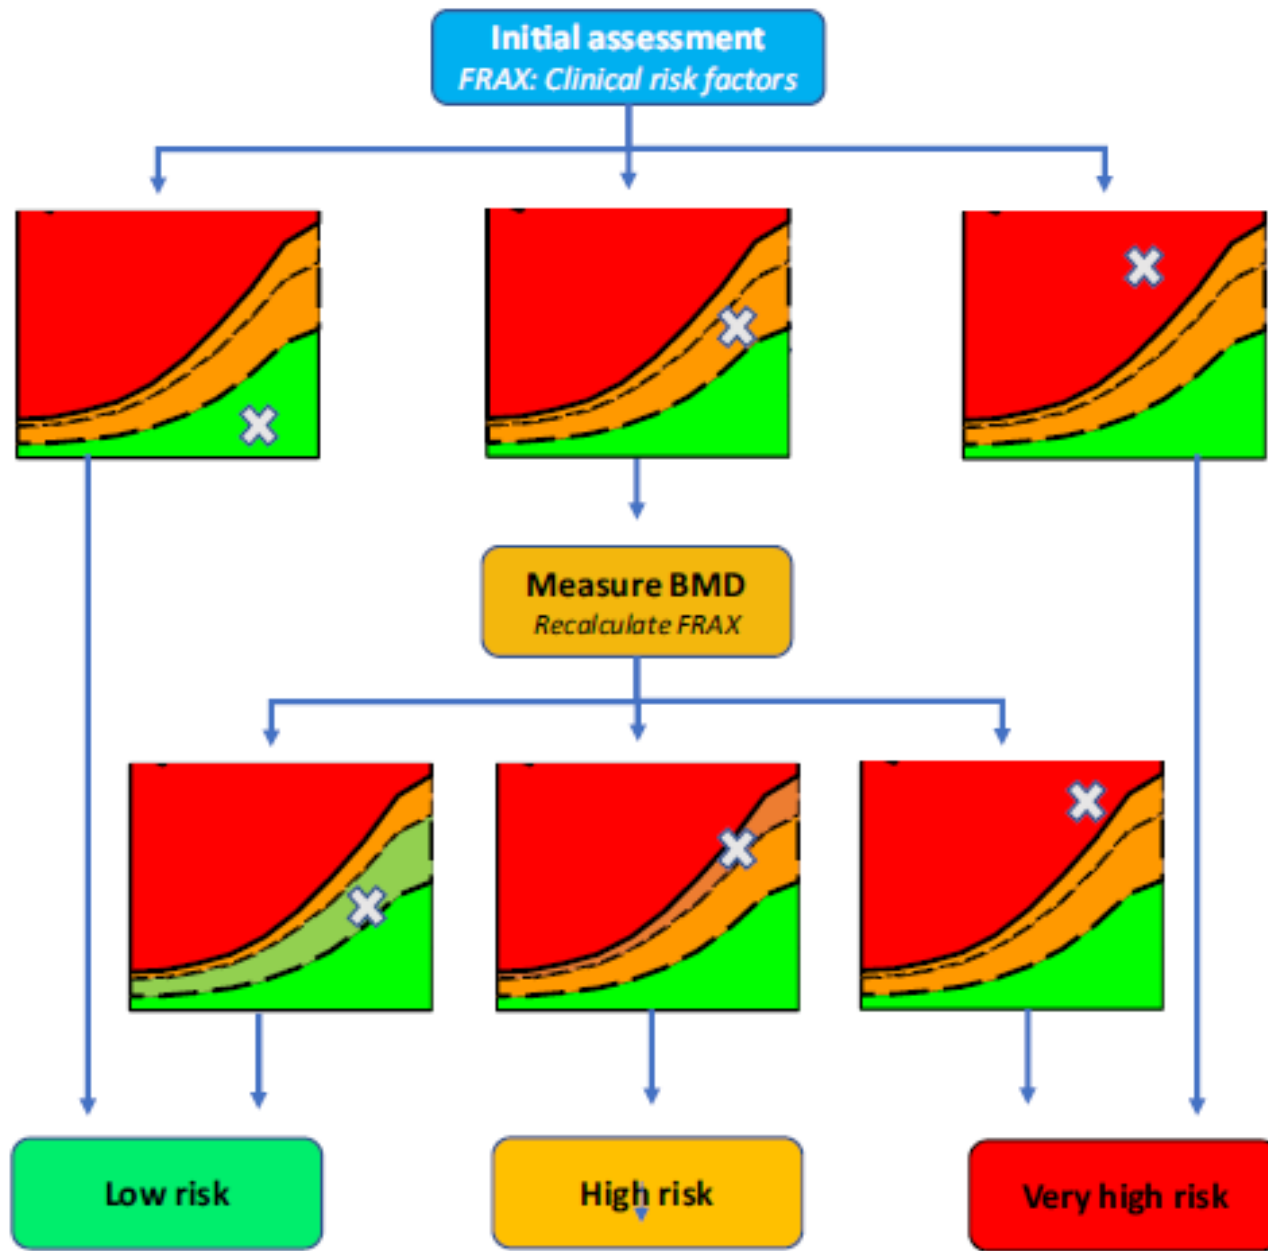 Initial assessment
FRAX: Clinical risk factors
Measure BMD
Recalculate FRAX
Low risk
High risk
Very high risk